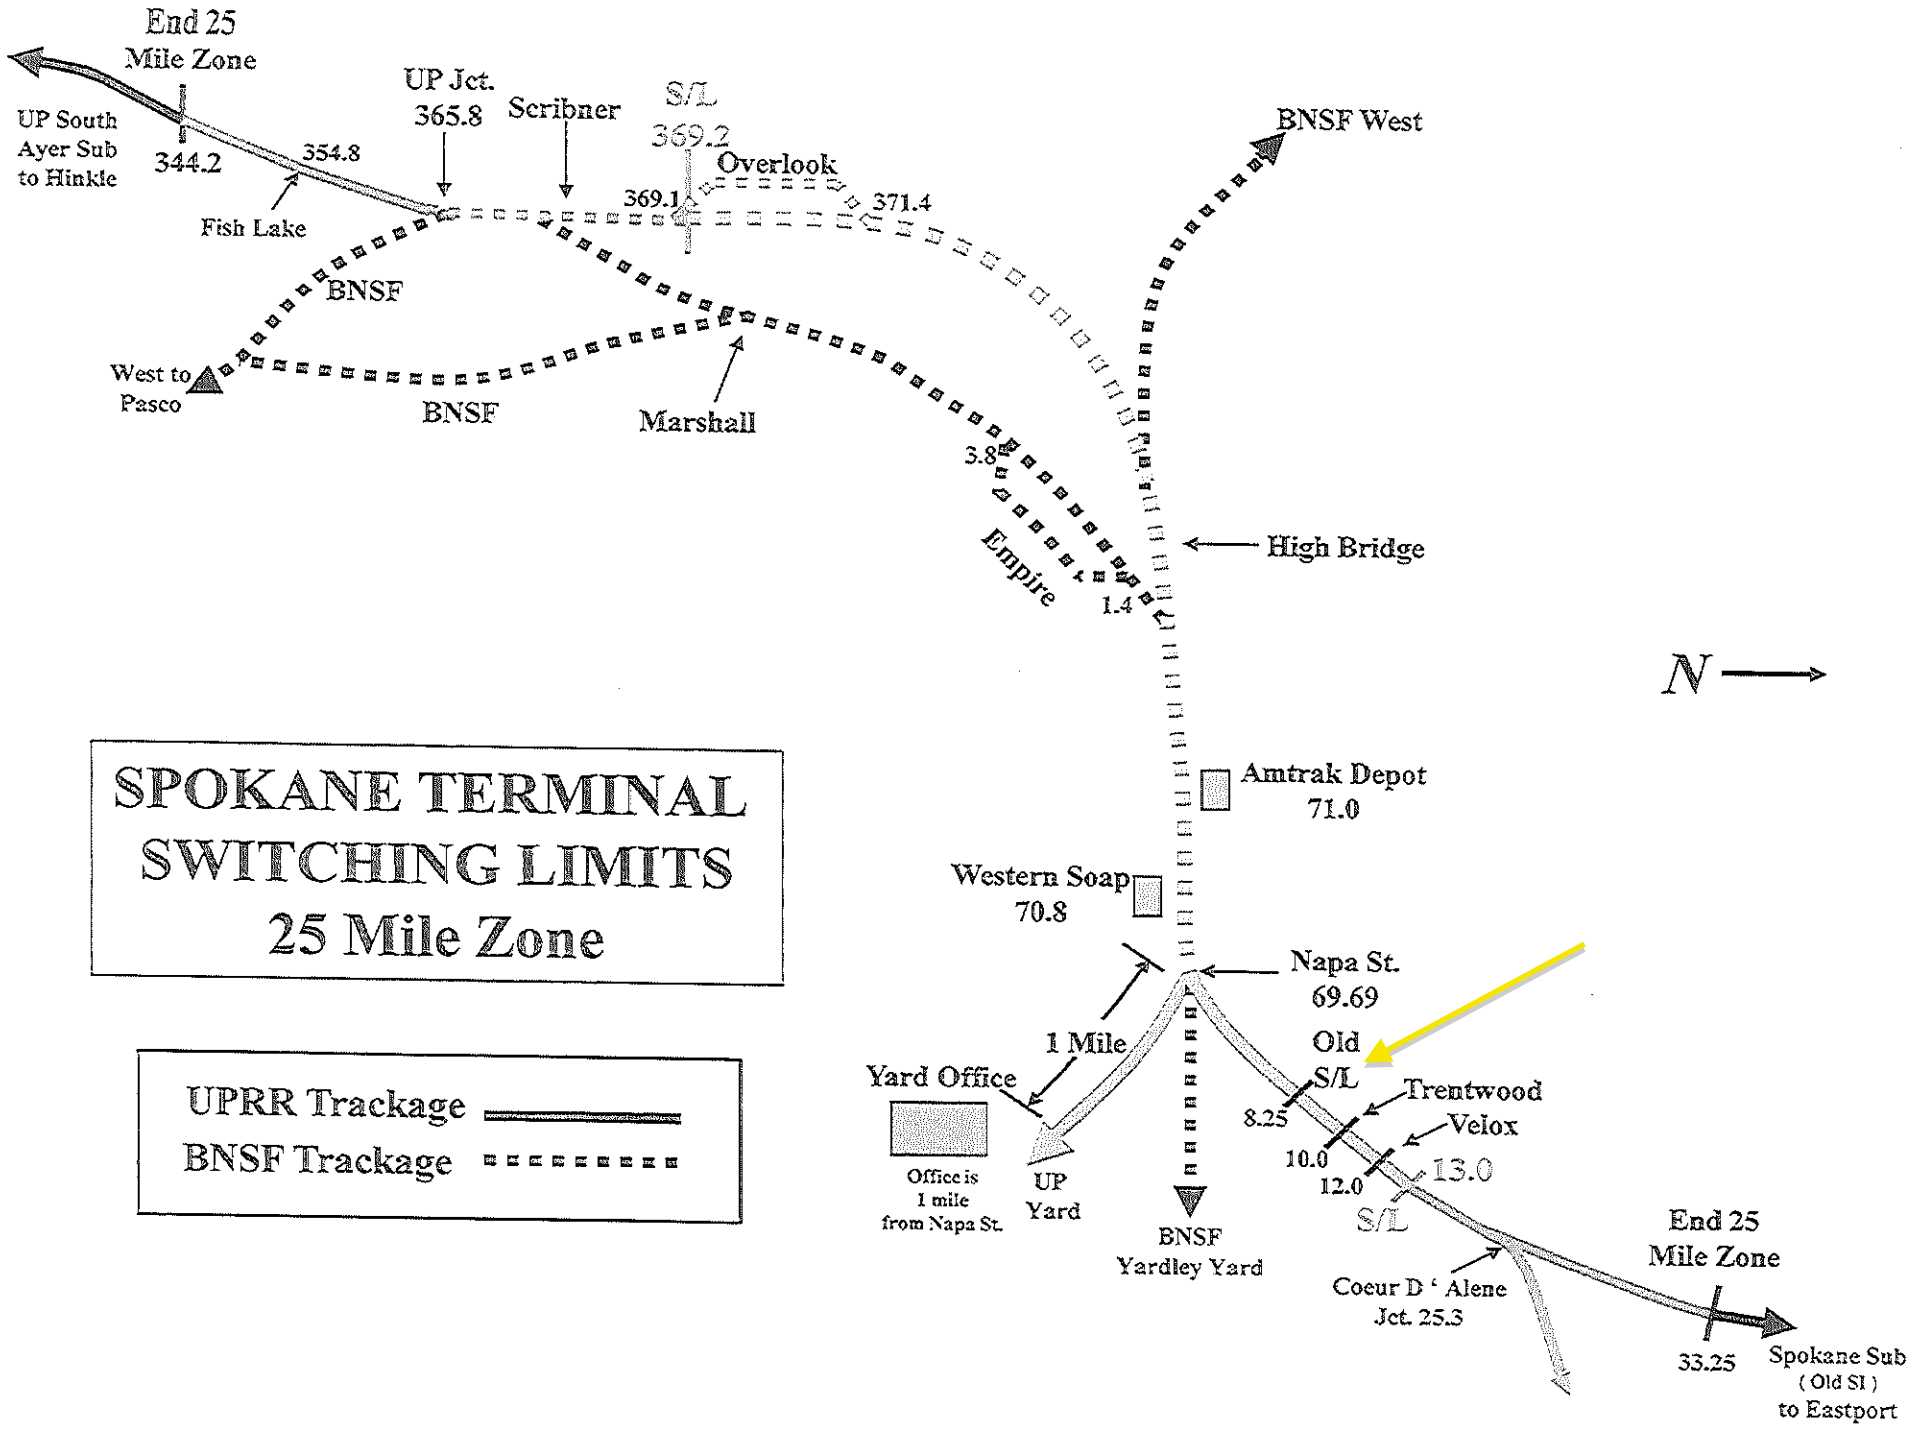 End 25
Mile Zone
UP South
Ayer Sub
to Hinkle
344.2
354.8
Fish Lake
UP Jct.
365.8
Scribner
S/L
369.2
369.1
Overlook
371.4
BNSF West
BNSF
West to
Pasco
BNSF
Marshall
3.8
Empire
1.4
High Bridge
N
SPOKANE TERMINAL
SWITCHING LIMITS
25 Mile Zone
Amtrak Depot
71.0
Western Soap
70.8
Napa St.
69.69
1 Mile
Yard Office
Office is
1 mile
from Napa St.
UP
Yard
BNSF
Yardley Yard
Old
S/L
8.25
Trentwood
10.0
Velox
12.0
13.0
S/L
Coeur D ‘ Alene
Jct. 25.3
End 25
Mile Zone
33.25
Spokane Sub
( Old SI )
to Eastport
UPRR Trackage
BNSF Trackage